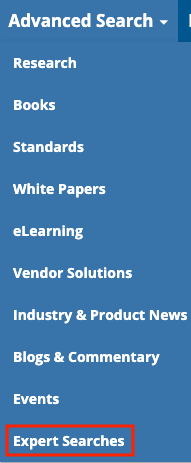 Advanced Search
Research
Books
Standards
White Papers
eLearning
Vendor Solutions
Industry & Product News
Blogs & Commentary
Events
Expert Searches